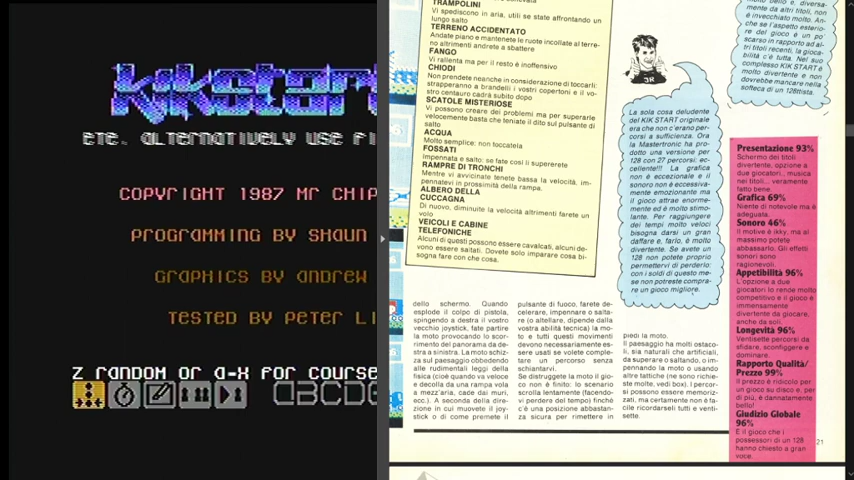 kikstart
ETC. ALTERNATIVELY USE FI
COPYRIGHT 1987 Mr CHIP
PROGRAMMING BY SHAUN
GRAPHICS BY ANDREW
TESTED BY PETER LI
Z RANDOM OR A-X FOR COURSE
ABCDE
TRAMPOLINI
Vi spediscono in aria, utili se state affrontando un
lungo salto
TERRENO ACCIDENTATO
Andate piano e mantenete le ruote incollate al terre-
no altrimenti andrete a sbattere
FANGO
Vi rallenta ma per il resto è inoffensivo
CHIODI
Non prendete neanche in considerazione di toccarli:
strapperanno a brandelli i vostri copertoni e il vo-
stro centauro cadrà subito dopo
SCATOLE MISTERIOSE
Vi possono creare dei problemi ma per superarle
velocemente basta che teniate il dito sul pulsante di
salto
ACQUA
Molto semplice: non toccatela
FOSSATI
Impennata e salto: se fate così li supererete
RAMPRE DI TRONCHI
Mentre vi avvicinate tenete bassa la velocità, im-
pennatevi in prossimità della rampa.
ALBERO DELLA
CUCCAGNA
Di nuovo, diminuite la velocità altrimenti farete un
volo
VEICOLI E CABINE
TELEFONICHE
Alcuni di questi possono essere cavalcati, alcuni de-
vono essere saltati. Dovete solo imparare cosa bi-
sogna fare con che cosa.
dello schermo. Quando
esplode il colpo di pistola,
spingendo a destra il vostro
vecchio joystick, fate partire
la moto provocando lo scor-
rimento del panorama da de-
stra a sinistra. La moto schiz-
za sul paesaggio obbedendo
alle rudimentali leggi della
fisica (cioè quando va veloce
e decolla da una rampa vola
a mezz'aria, cade dai muri,
ecc.). A seconda della dire-
zione in cui muovete il joy-
stick o di come premete il
pulsante di fuoco, farete de-
celerare, impennare o salta-
re (o altelare, dipende dalla
vostra abilità tecnica) la mo-
to e tutti questi movimenti
devono necessariamente es-
sere usati se volete comple-
tare un percorso senza
schiantarvi.
Se distruggete la moto il gio-
co non è finito: lo scenario
scrolla lentamente (facendo-
vi perdere del tempo) finché
c'è una posizione abbastan-
za sicura per rimettere in
piedi la moto.
Il paesaggio ha molti ostaco-
li, sia naturali che artificiali,
da superare o saltando, o im-
pennando la moto o usando
altre tattiche (ne sono richie-
ste molte, vedi box). I percor-
si possono essere memoriz-
zati, ma certamente non è fa-
cile ricordarseli tutti e venti-
sette.
JR
La sola cosa deludente
del KIK START originale
era che non c'erano per-
corsi a sufficienza. Ora
la Mastertronic ha pro-
dotto una versione per
128 con 27 percorsi: ec-
cellente!!! La grafica
non è eccezionale e il
sonoro non è eccessiva-
mente emozionante ma
il gioco attrae enorme-
mente ed è molto stimo-
lante. Per raggiungere
dei tempi molto veloci
bisogna darsi un gran
daffare e, farlo, è molto
divertente. Se avete un
128 non potete proprio
permettervi di perderlo:
con i soldi di questo me-
se non potreste compra-
re un gioco migliore.
mente da altri titoli, non
è invecchiato molto. An-
che se l'aspetto esterio-
re del gioco è un po'
scarso in rapporto ad al-
tri titoli recenti, la gioca-
bilità c'è tutta. Nel suo
complesso KIK START è
molto divertente e non
dovrebbe mancare nella
softeca di un 128ttista.
Presentazione 93%
Schermo dei titoli
divertente, opzione a
due giocatori... musica
nei titoli... veramente
fatto bene.
Grafica 69%
Niente di notevole ma è
adeguata.
Sonoro 46%
Il motive è ikky, ma al
massimo potete
abbassarlo. Gli effetti
sonori sono
ragionevoli.
Appetibilità 96%
L'opzione a due
giocatori lo rende molto
competitivo e il gioco è
immensamente
divertente da giocare,
anche da soli.
Longevità 96%
Ventisette percorsi da
sfidare, sconfiggere e
dominare.
Rapporto Qualità/
Prezzo 99%
Il prezzo è ridicolo per
un gioco su disco e, per
di più, è dannatamente
bello!
Giudizio Globale
96%
È il gioco che i
possessori di un 128
hanno chiesto a gran
voce.
21